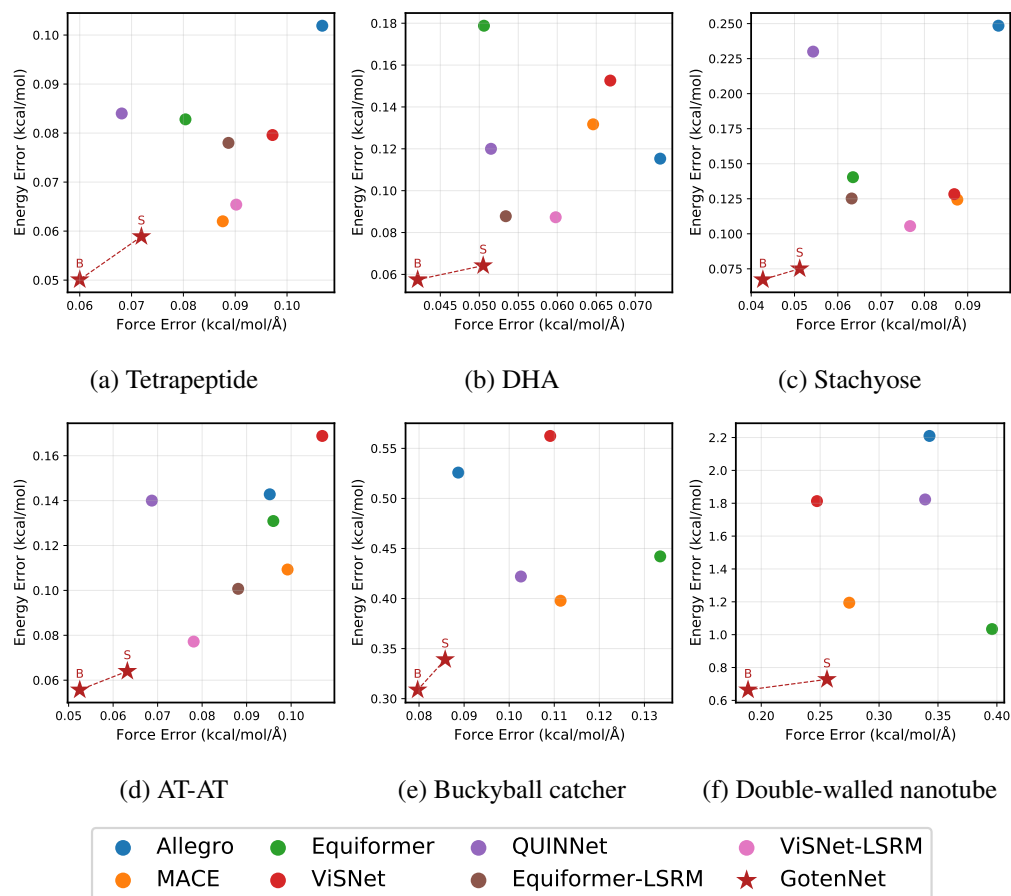 0.10
0.09
0.08
0.07
0.06
0.05
Energy Error (kcal/mol)
B
S
0.06 0.07 0.08 0.09 0.10
Force Error (kcal/mol/Å)
(a) Tetrapeptide
0.18
0.16
0.14
0.12
0.10
0.08
0.06
Energy Error (kcal/mol)
B
S
0.045 0.050 0.055 0.060 0.065 0.070
Force Error (kcal/mol/Å)
(b) DHA
0.250
0.225
0.200
0.175
0.150
0.125
0.100
0.075
Energy Error (kcal/mol)
B
S
0.04 0.05 0.06 0.07 0.08 0.09
Force Error (kcal/mol/Å)
(c) Stachyose
0.16
0.14
0.12
0.10
0.08
0.06
Energy Error (kcal/mol)
B
S
0.05 0.06 0.07 0.08 0.09 0.10
Force Error (kcal/mol/Å)
(d) AT-AT
0.55
0.50
0.45
0.40
0.35
0.30
Energy Error (kcal/mol)
B
S
0.08 0.09 0.10 0.11 0.12 0.13
Force Error (kcal/mol/Å)
(e) Buckyball catcher
2.2
2.0
1.8
1.6
1.4
1.2
1.0
0.8
0.6
Energy Error (kcal/mol)
B
S
0.20 0.25 0.30 0.35 0.40
Force Error (kcal/mol/Å)
(f) Double-walled nanotube
Allegro Equiformer QUINNet ViSNet-LSRM
MACE ViSNet Equiformer-LSRM GotenNet